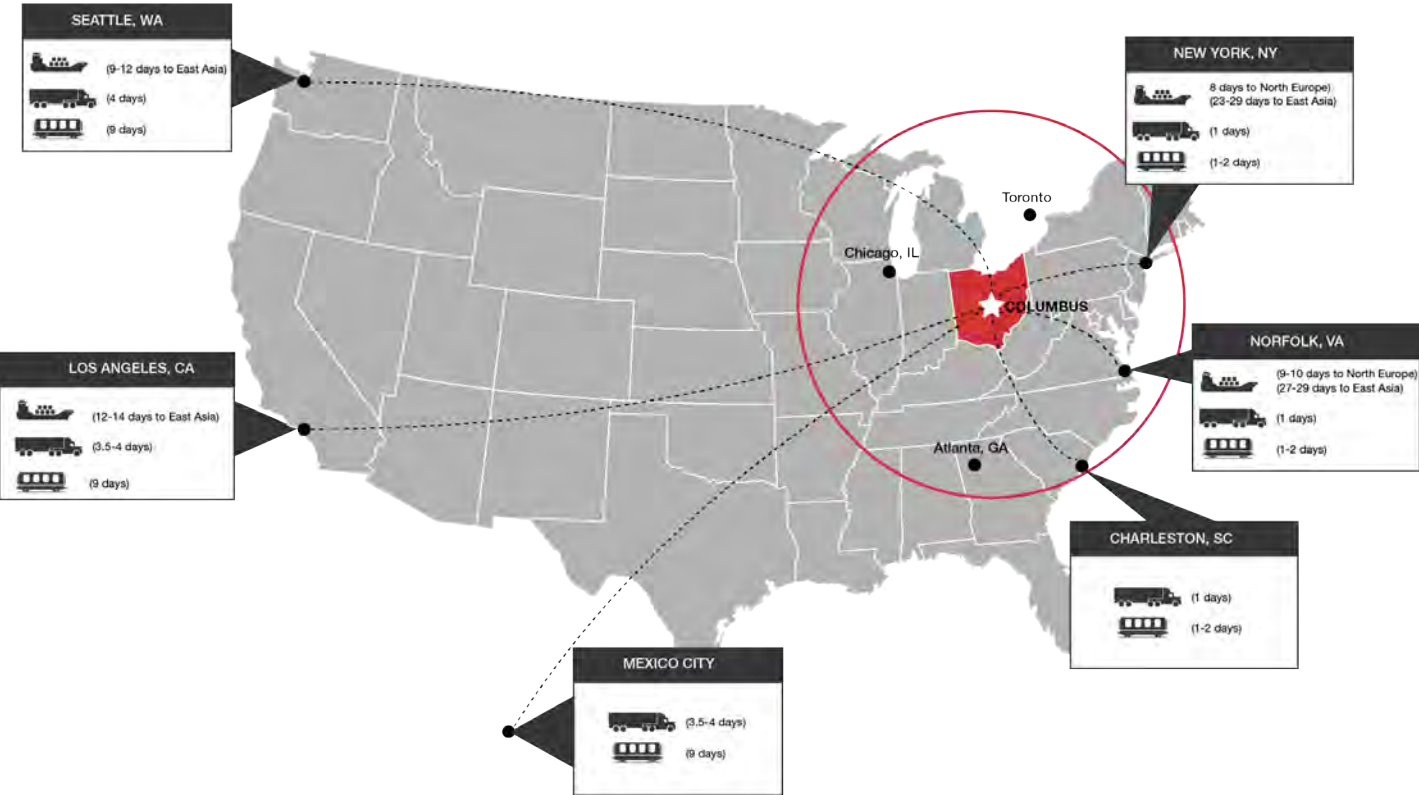 SEATTLE, WA
(9-12 days to East Asia)
(4 days)
(9 days)
NEW YORK, NY
8 days to North Europe)
(23-29 days to East Asia)
(1 days)
(1-2 days)
Toronto
Chicago, IL
COLUMBUS
NORFOLK, VA
(9-10 days to North Europe)
(27-29 days to East Asia)
(1 days)
(1-2 days)
LOS ANGELES, CA
(12-14 days to East Asia)
(3.5-4 days)
(9 days)
Atlanta, GA
CHARLESTON, SC
(1 days)
(1-2 days)
MEXICO CITY
(3.5-4 days)
(9 days)